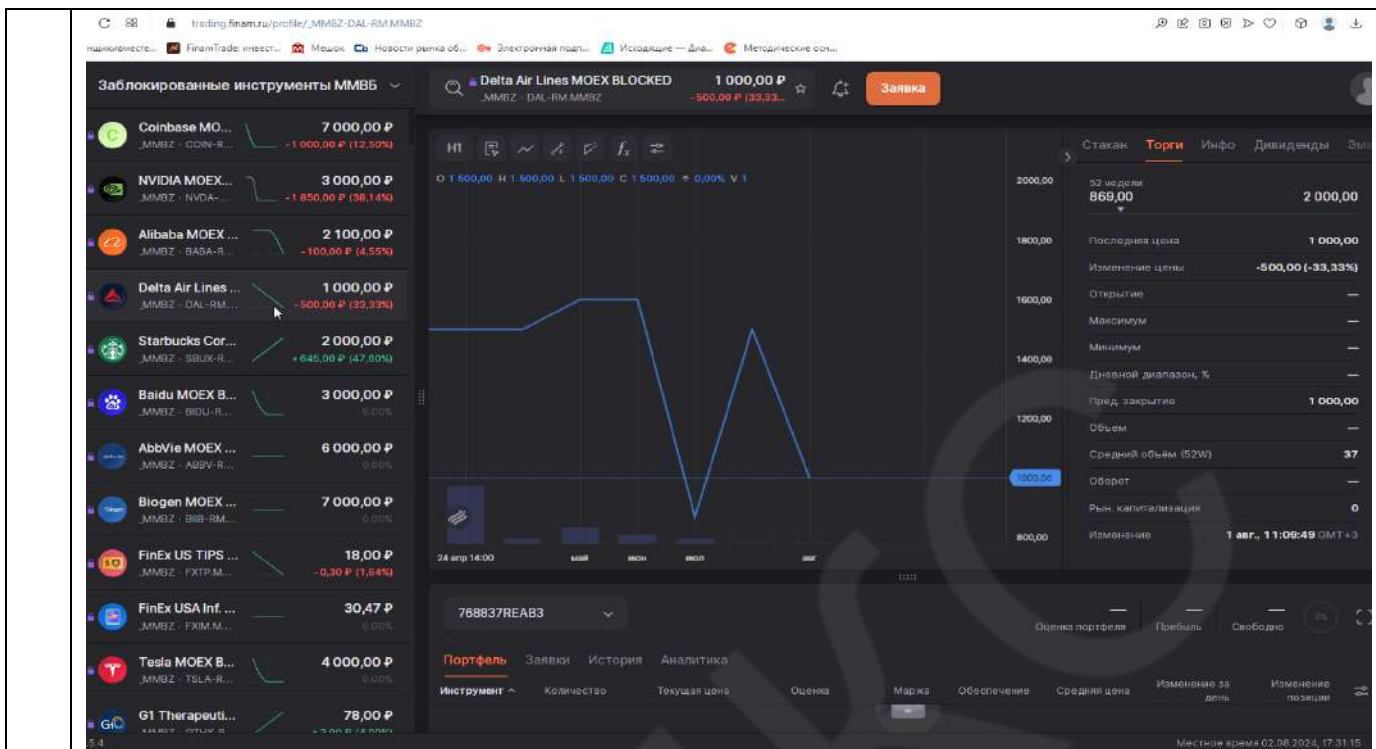 trading.finam.ru/profile/_MMBZ-DAL-RM.MMBZ
FinamTrade: инвест...
Мешок
Новости рынка об...
Электронная подп...
Исходящие — Диа...
Методические осн...
Заблокированные инструменты ММВБ
Delta Air Lines MOEX BLOCKED
_MMBZ · DAL-RM.MMBZ
1 000,00 ₽
-500,00 ₽ (33,33...
Заявка
Coinbase MO...
7 000,00 ₽
_MMBZ · COIN-R...
-1 000,00 ₽ (12,50%)
NVIDIA MOEX...
3 000,00 ₽
_MMBZ · NVDA-...
-1 850,00 ₽ (38,14%)
Alibaba MOEX ...
2 100,00 ₽
_MMBZ · BABA-R...
-100,00 ₽ (4,55%)
Delta Air Lines ...
1 000,00 ₽
_MMBZ · DAL-RM....
-500,00 ₽ (33,33%)
Starbucks Cor...
2 000,00 ₽
_MMBZ · SBUX-R...
+645,00 ₽ (47,60%)
Baidu MOEX B...
3 000,00 ₽
_MMBZ · BIDU-R...
0,00%
AbbVie MOEX ...
6 000,00 ₽
_MMBZ · ABBV-R...
0,00%
Biogen MOEX ...
7 000,00 ₽
_MMBZ · BIIB-RM...
0,00%
FinEx US TIPS ...
18,00 ₽
_MMBZ · FXTP.M...
-0,30 ₽ (1,64%)
FinEx USA Inf. ...
30,47 ₽
_MMBZ · FXIM.M...
0,00%
Tesla MOEX B...
4 000,00 ₽
_MMBZ · TSLA-R...
0,00%
G1 Therapeuti...
78,00 ₽
H1
O 1 500,00 H 1 500,00 L 1 500,00 C 1 500,00 0,00% V 1
2000,00
1800,00
1600,00
1400,00
1200,00
1000,00
800,00
24 апр 14:00
май
июн
июл
авг
Стакан Торги Инфо Дивиденды Эми
52 недели
869,00
2 000,00
Последняя цена
1 000,00
Изменение цены
-500,00 (-33,33%)
Открытие
—
Максимум
—
Минимум
—
Дневной диапазон, %
—
Пред. закрытие
1 000,00
Объем
—
Средний объём (52W)
37
Оборот
—
Рын. капитализация
0
Изменение
1 авг., 11:09:49 GMT+3
768837REAB3
Оценка портфеля
Прибыль
Свободно
Портфель Заявки История Аналитика
Инструмент Количество Текущая цена Оценка Маржа Обеспечение Средняя цена Изменение за день Изменение позиции
5.4
Местное время 02.08.2024, 17:31:15